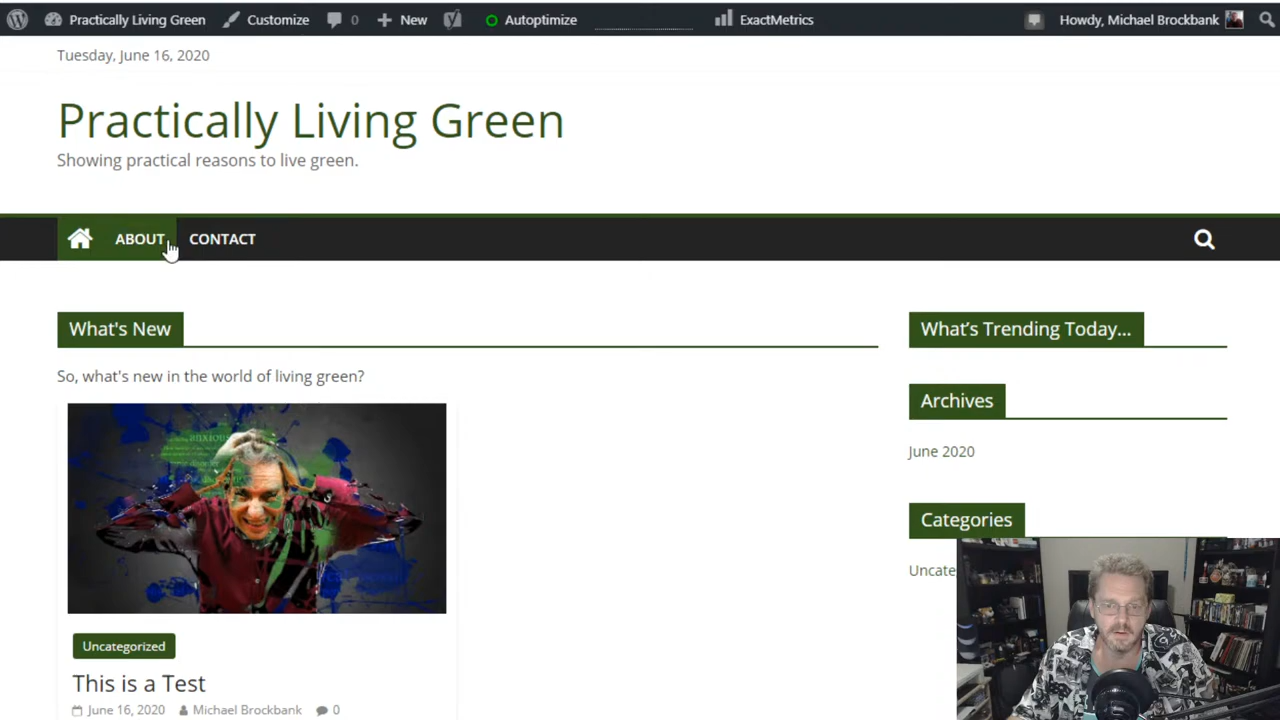 Practically Living Green Customize 0 New Autoptimize ExactMetrics Howdy, Michael Brockbank
Tuesday, June 16, 2020
Practically Living Green
Showing practical reasons to live green.
ABOUT CONTACT
What's New
So, what's new in the world of living green?
anxious
Uncategorized
This is a Test
June 16, 2020 Michael Brockbank 0
What's Trending Today...
Archives
June 2020
Categories
Uncate